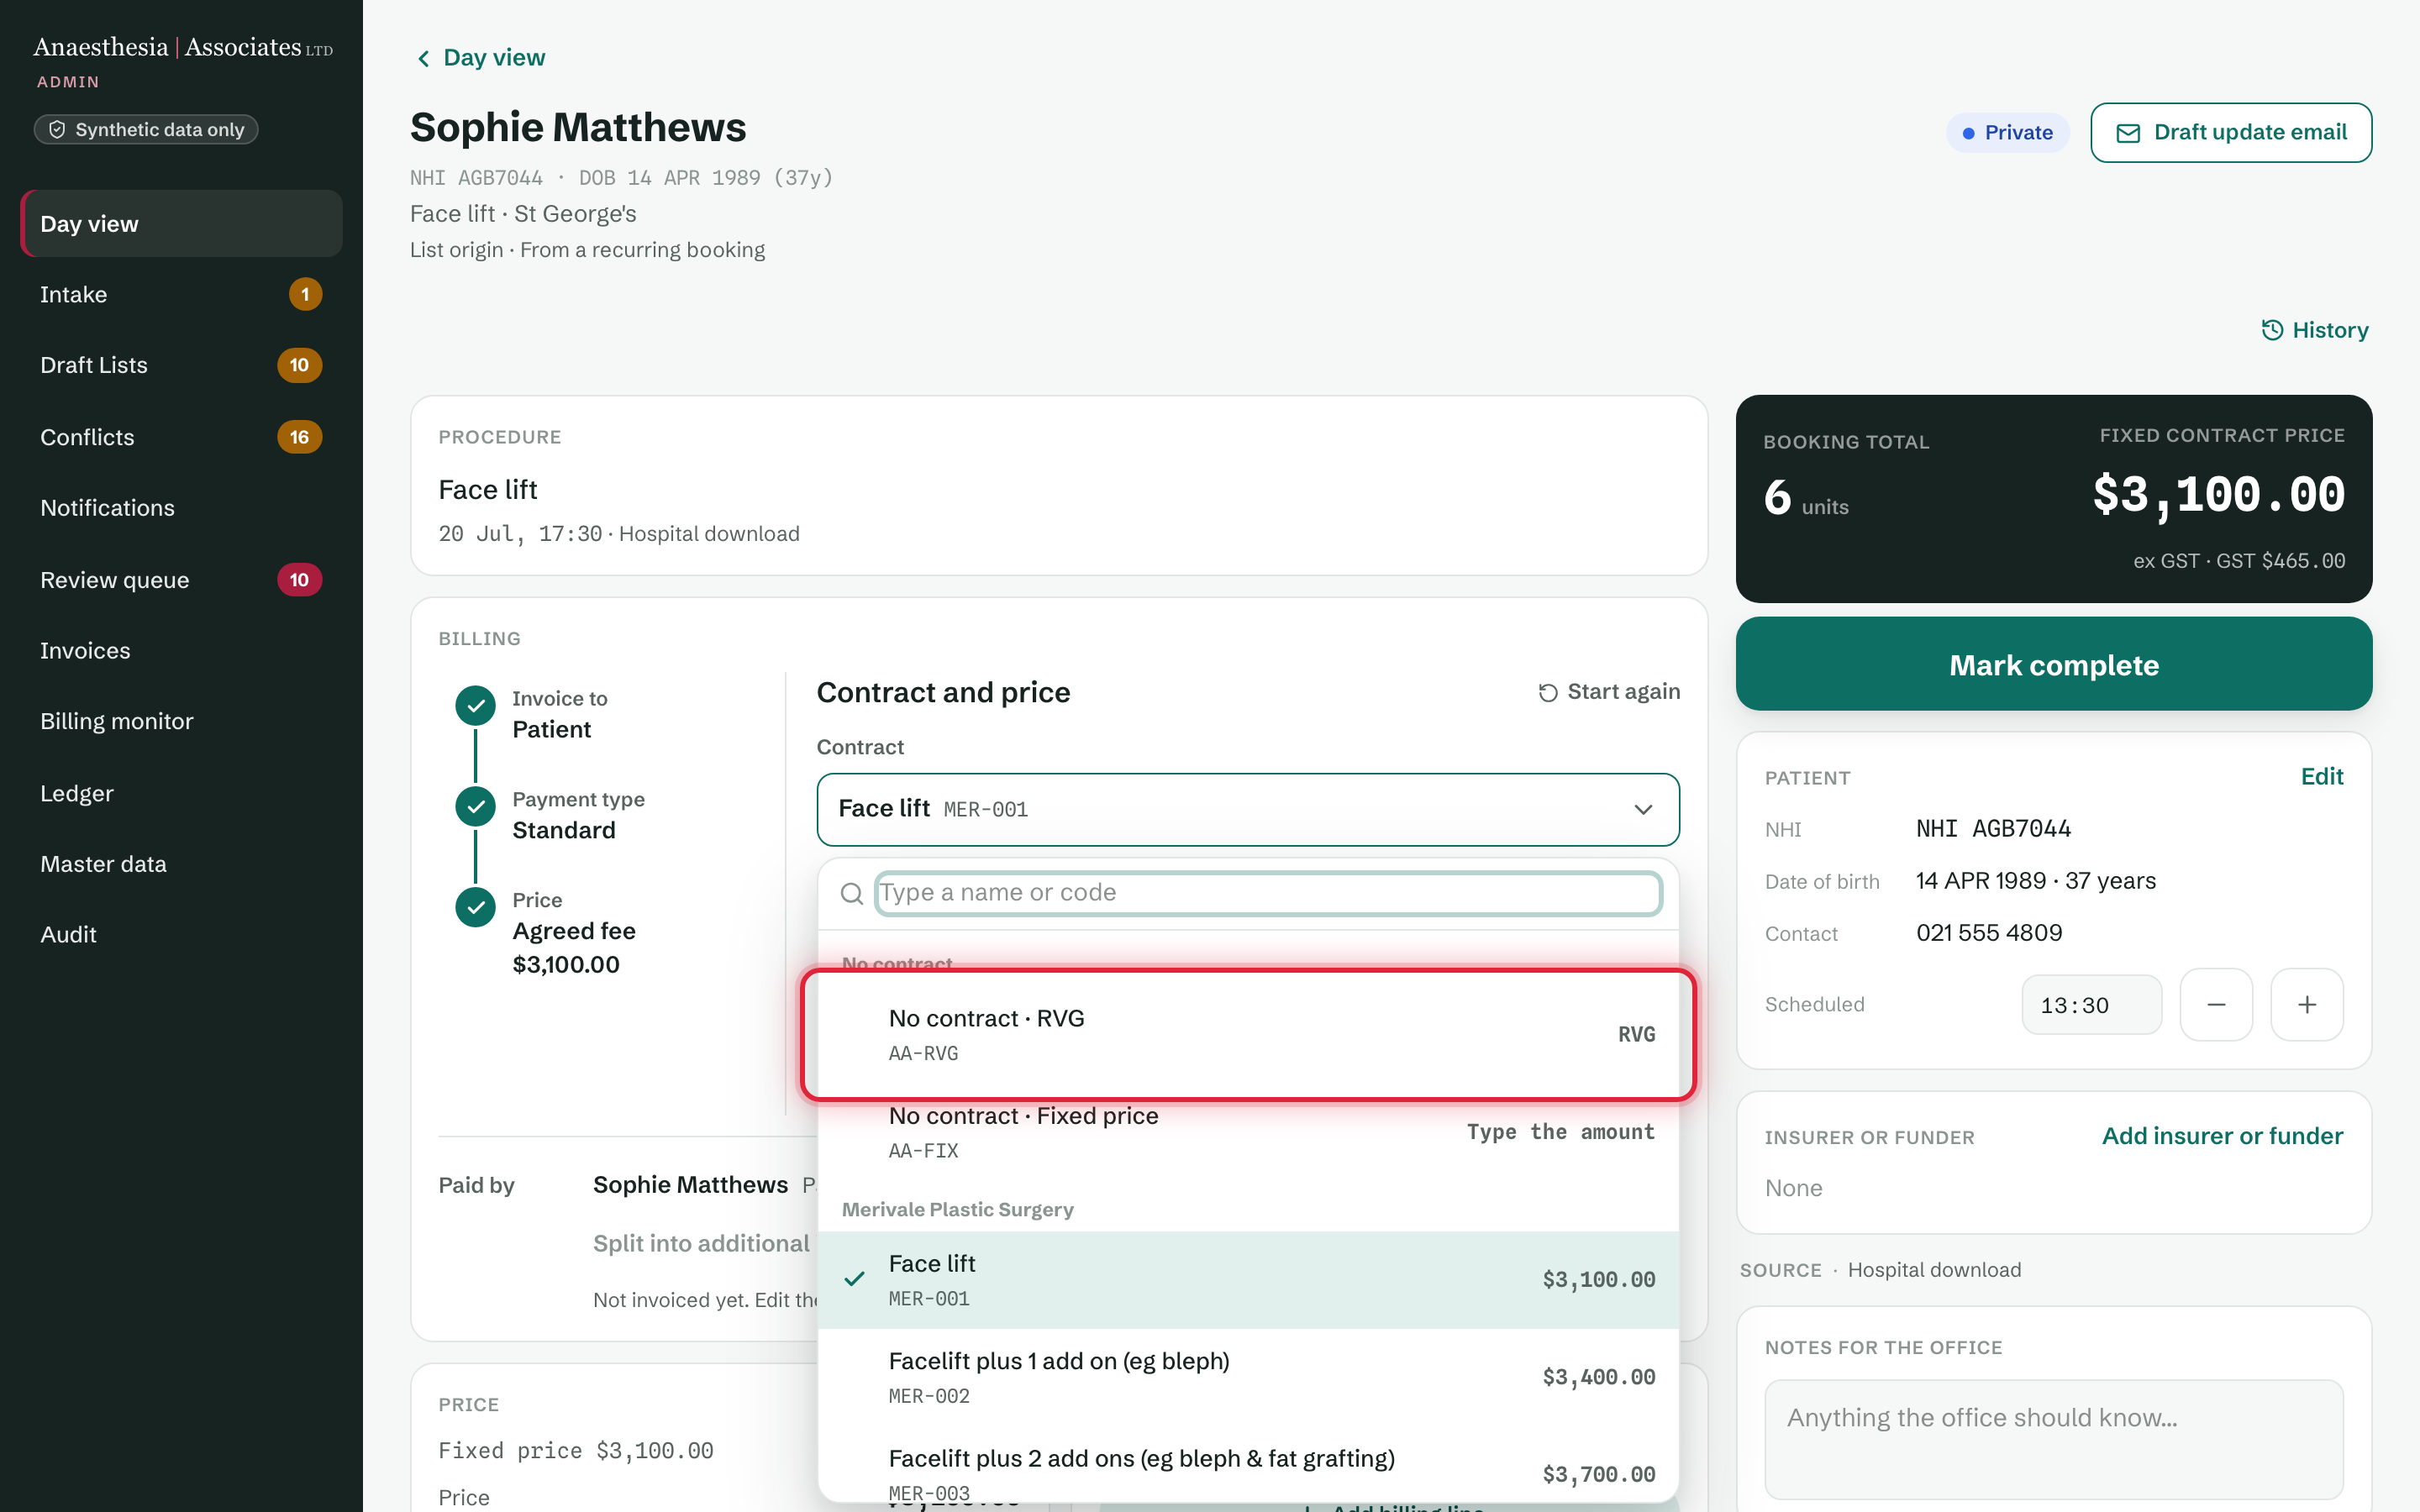 Anaesthesia | Associates LTD
ADMIN
Synthetic data only
Day view
Intake 1
Draft Lists 10
Conflicts 16
Notifications
Review queue 10
Invoices
Billing monitor
Ledger
Master data
Audit
Day view
Sophie Matthews
NHI AGB7044 · DOB 14 APR 1989 (37y)
Face lift · St George's
List origin · From a recurring booking
Private
Draft update email
History
PROCEDURE
Face lift
20 Jul, 17:30 · Hospital download
BILLING
Invoice to
Patient
Payment type
Standard
Price
Agreed fee
$3,100.00
Contract and price
Start again
Contract
Face lift MER-001
Type a name or code
No contract
No contract · RVG
AA-RVG
RVG
No contract · Fixed price
AA-FIX
Type the amount
Merivale Plastic Surgery
Face lift
MER-001
$3,100.00
Facelift plus 1 add on (eg bleph)
MER-002
$3,400.00
Facelift plus 2 add ons (eg bleph & fat grafting)
MER-003
$3,700.00
Paid by
Sophie Matthews
Split into additional
Not invoiced yet. Edit the
PRICE
Fixed price $3,100.00
Price
Add billing line
BOOKING TOTAL
6 units
FIXED CONTRACT PRICE
$3,100.00
ex GST · GST $465.00
Mark complete
PATIENT
Edit
NHI NHI AGB7044
Date of birth 14 APR 1989 · 37 years
Contact 021 555 4809
Scheduled 13:30 − +
INSURER OR FUNDER
Add insurer or funder
None
SOURCE · Hospital download
NOTES FOR THE OFFICE
Anything the office should know...